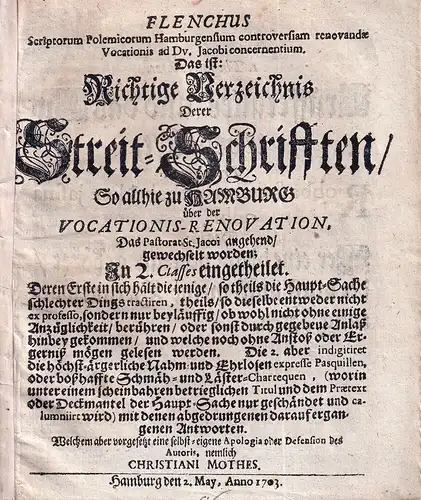 ELENCHUS
Scriptorum Polemicorum Hamburgensium controversiam renovandæ
Vocationis ad Dv. Jacobi concernentium.
Das ist:
Richtige Verzeichnis
Derer
Streit-Schrifften/
So allhie zu HAMBURG
über der
VOCATIONIS-RENOVATION,
Das Pastorat St. Jacobi angehend/
gewechselt worden;
In 2. Classes eingetheilet.
Deren Erste in sich hält die jenige/ so theils die Haupt-Sache
schlechter Dings tractiren, theils/ so dieselbe entweder nicht
ex professo, sondern nur beyläuffig/ ob wohl nicht ohne einige
Anzüglichkeit/ berühren/ oder sonst durch gegebene Anlaß
hinbey gekommen/ und welche noch ohne Anstoß oder Er-
gerniß mögen gelesen werden. Die 2. aber indigitiret
die höchst-ärgerliche Nahm und Ehrlosen expresse Pasquillen,
oder boßhaffte Schmäh- und Läster-Chartequen, (worin
unter einem scheinbahren betrieglichen Titul und dem Prætext
oder Deckmantel der Haupt-Sache nur geschändet und ca-
lumniirt wird) mit denen abgedrungenen darauf ergan-
genen Antworten.
Welchem aber vorgesetzt eine selbst-eigene Apologia oder Defension des
Autoris, nemlich
CHRISTIANI MOTHES.
Hamburg den 2. May, Anno 1703.